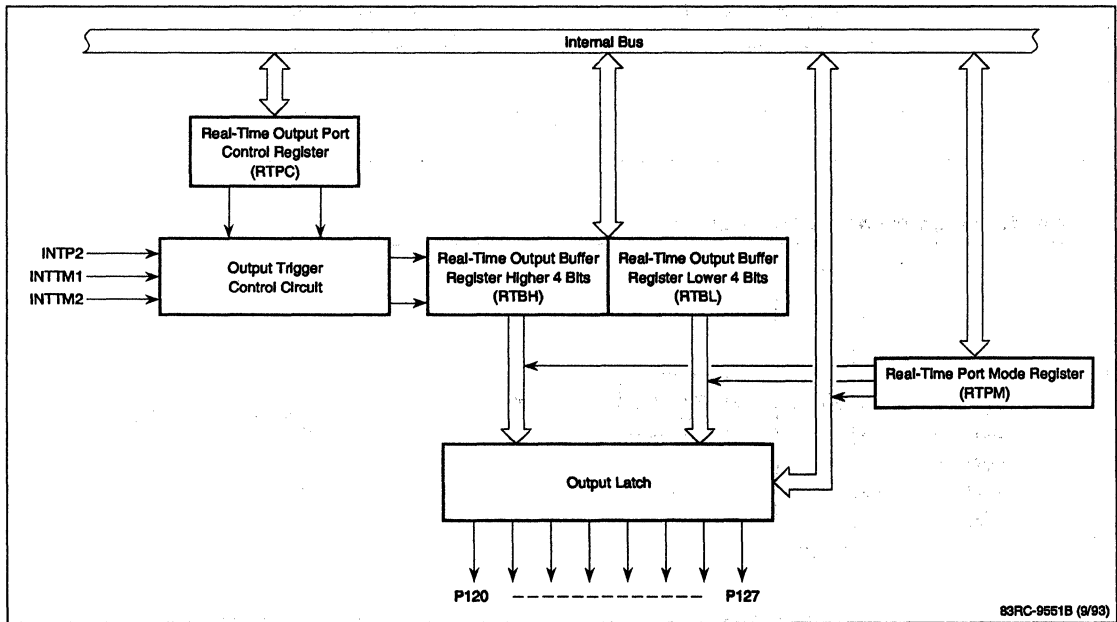 Internal Bus
Real-Time Output Port
Control Register
(RTPC)
INTP2
INTTM1
INTTM2
Output Trigger
Control Circuit
Real-Time Output Buffer
Register Higher 4 Bits
(RTBH)
Real-Time Output Buffer
Register Lower 4 Bits
(RTBL)
Real-Time Port Mode Register
(RTPM)
Output Latch
P120
P127
83RC-9551B (9/93)